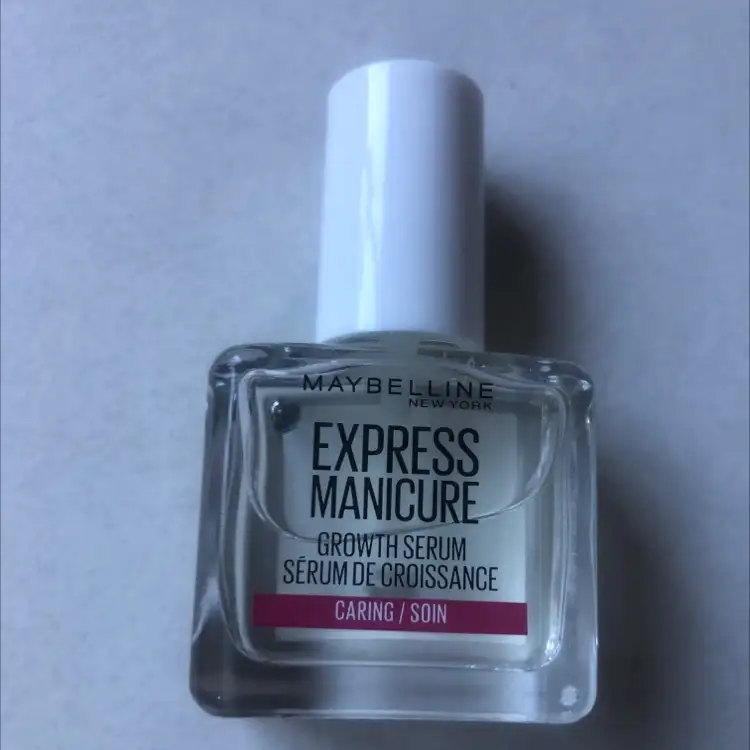 MAYBELLINE
NEW YORK
EXPRESS
MANICURE
GROWTH SERUM
SÉRUM DE CROISSANCE
CARING / SOIN